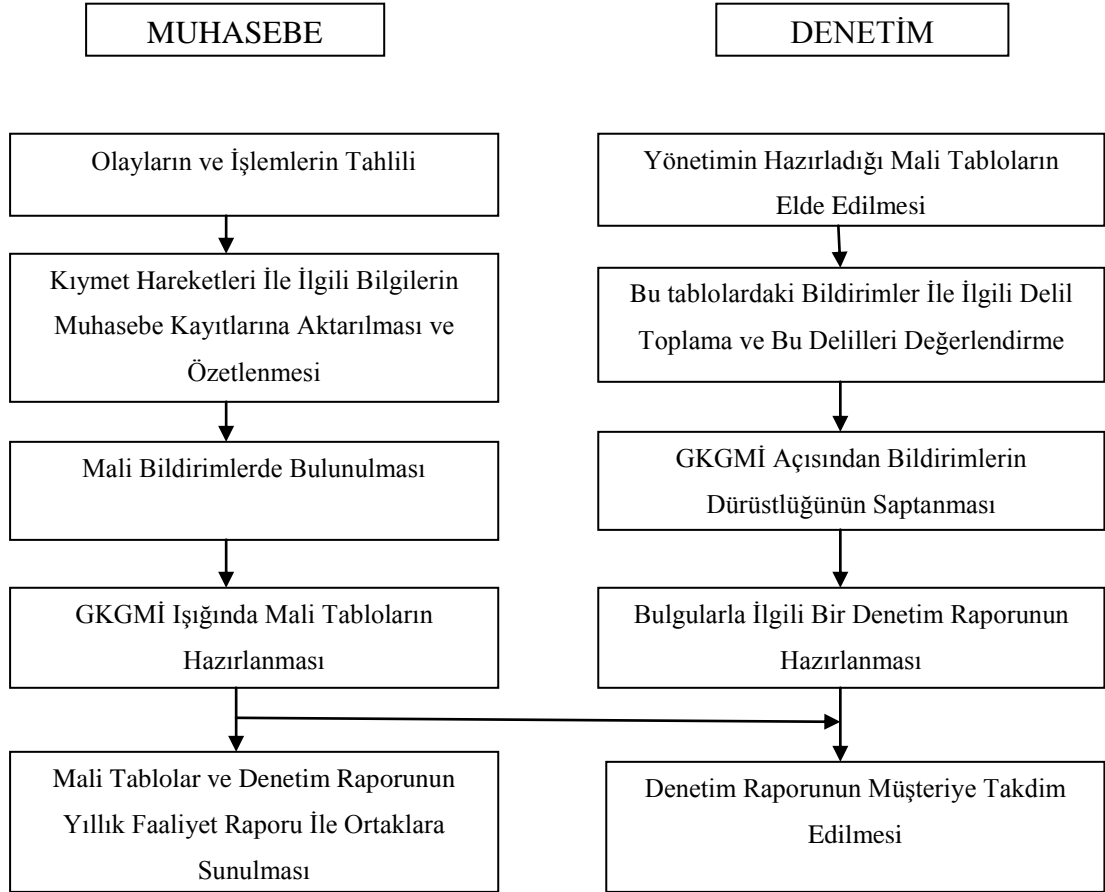 MUHASEBE
DENETİM
Olayların ve İşlemlerin Tahlili
Kıymet Hareketleri İle İlgili Bilgilerin
Muhasebe Kayıtlarına Aktarılması ve
Özetlenmesi
Mali Bildirimlerde Bulunulması
GKGMİ Işığında Mali Tabloların
Hazırlanması
Mali Tablolar ve Denetim Raporunun
Yıllık Faaliyet Raporu İle Ortaklara
Sunulması
Yönetimin Hazırladığı Mali Tabloların
Elde Edilmesi
Bu tablolardaki Bildirimler İle İlgili Delil
Toplama ve Bu Delilleri Değerlendirme
GKGMİ Açısından Bildirimlerin
Dürüstlüğünün Saptanması
Bulgularla İlgili Bir Denetim Raporunun
Hazırlanması
Denetim Raporunun Müşteriye Takdim
Edilmesi